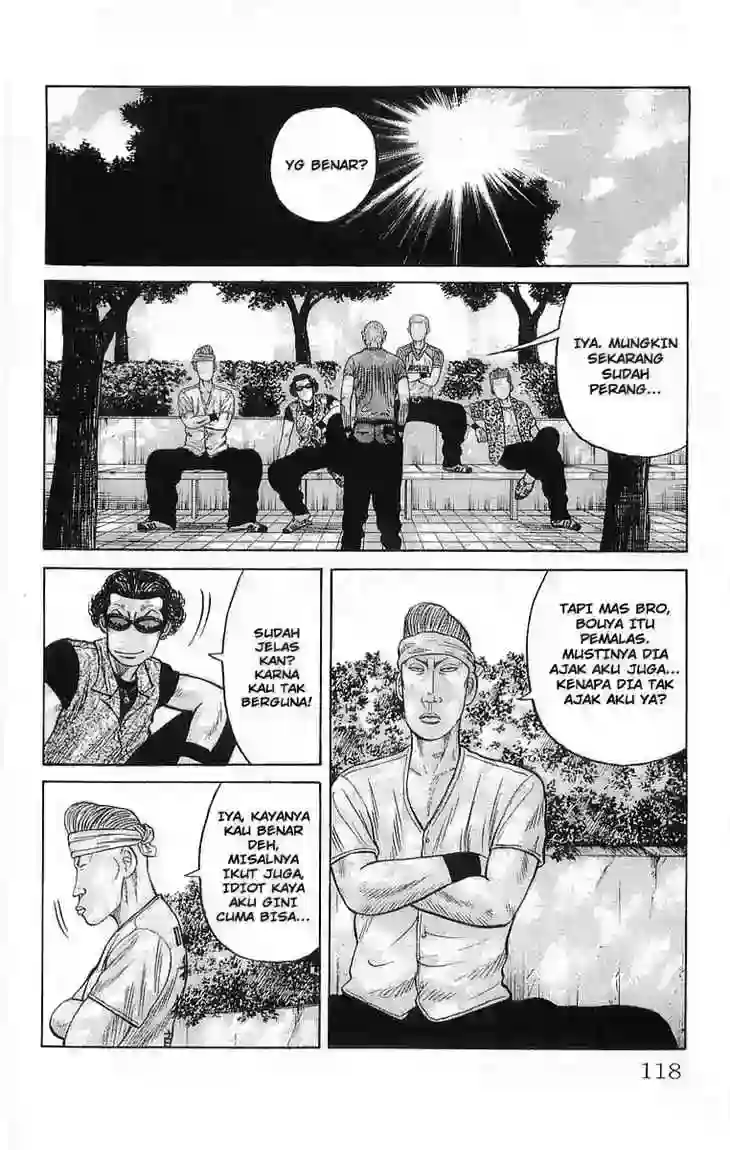 YG BENAR?
IYA. MUNGKIN
SEKARANG
SUDAH
PERANG...
TAPI MAS BRO,
BOUYA ITU
PEMALAS.
MUSTINYA DIA
AJAK AKU JUGA...
KENAPA DIA TAK
AJAK AKU YA?
SUDAH
JELAS
KAN?
KARNA
KAU TAK
BERGUNA!
IYA, KAYANYA
KAU BENAR
DEH,
MISALNYA
IKUT JUGA,
IDIOT KAYA
AKU GINI
CUMA BISA...
118